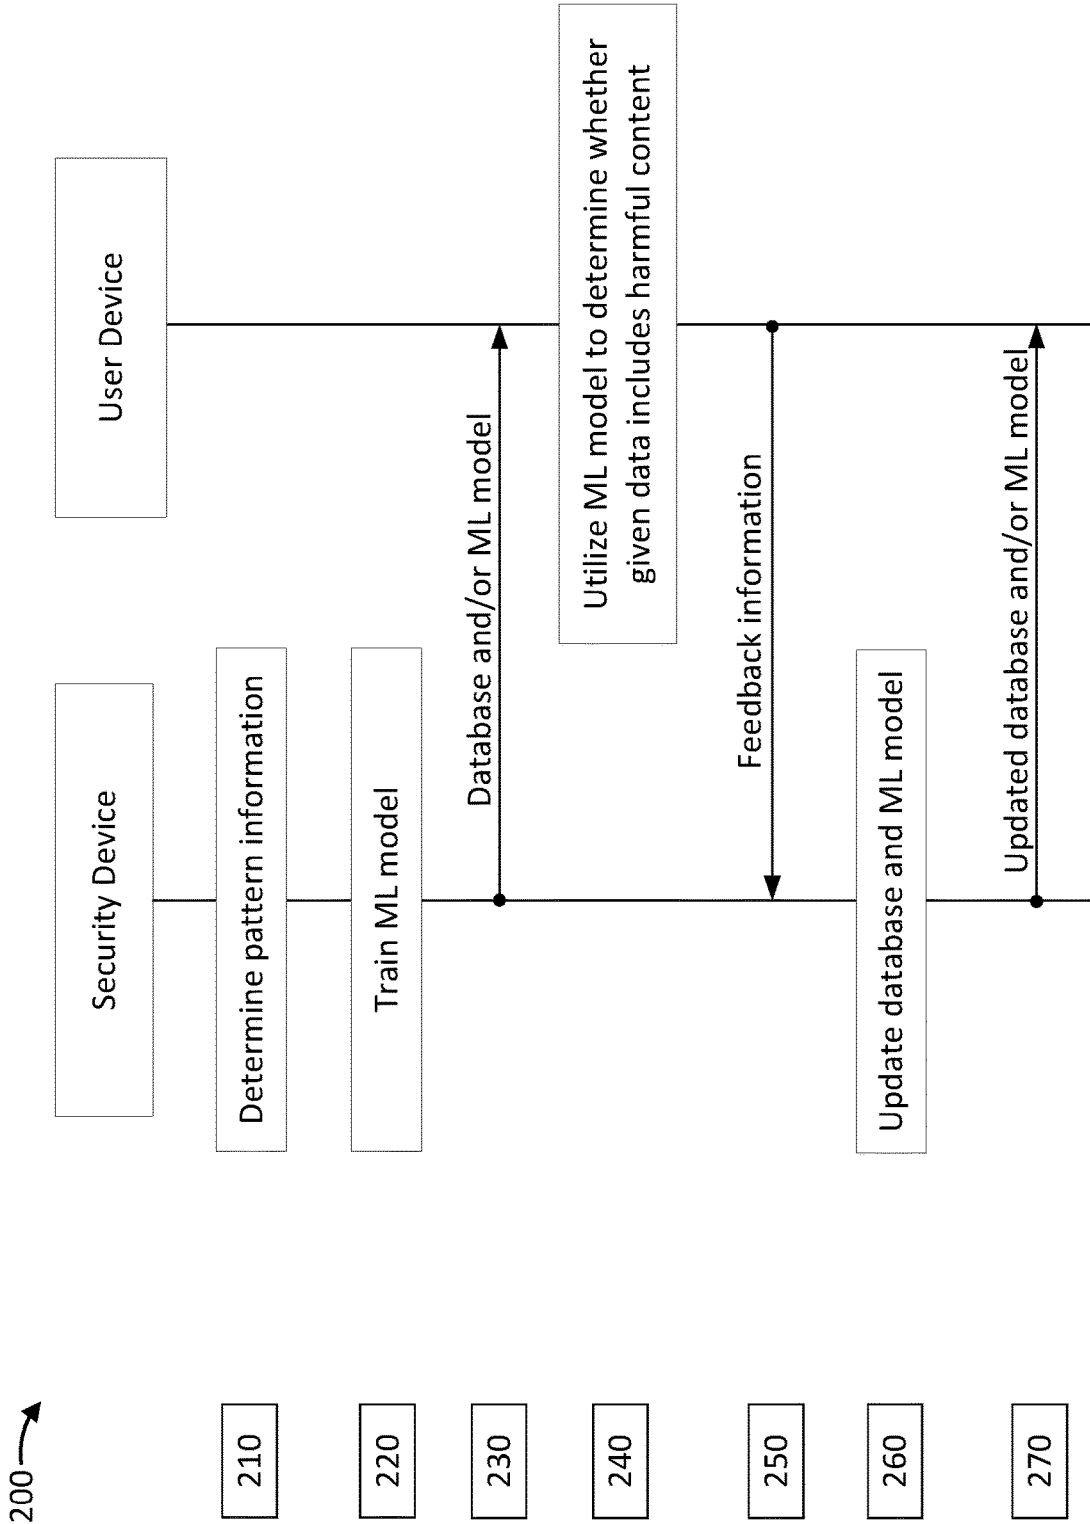 200
Security Device
User Device
210
Determine pattern information
220
Train ML model
230
Database and/or ML model
240
Utilize ML model to determine whether
given data includes harmful content
250
Feedback information
260
Update database and ML model
270
Updated database and/or ML model